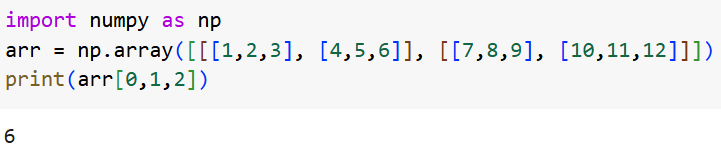 import numpy as np
arr = np.array([[[1,2,3], [4,5,6]], [[7,8,9], [10,11,12]]])
print(arr[0,1,2])
6